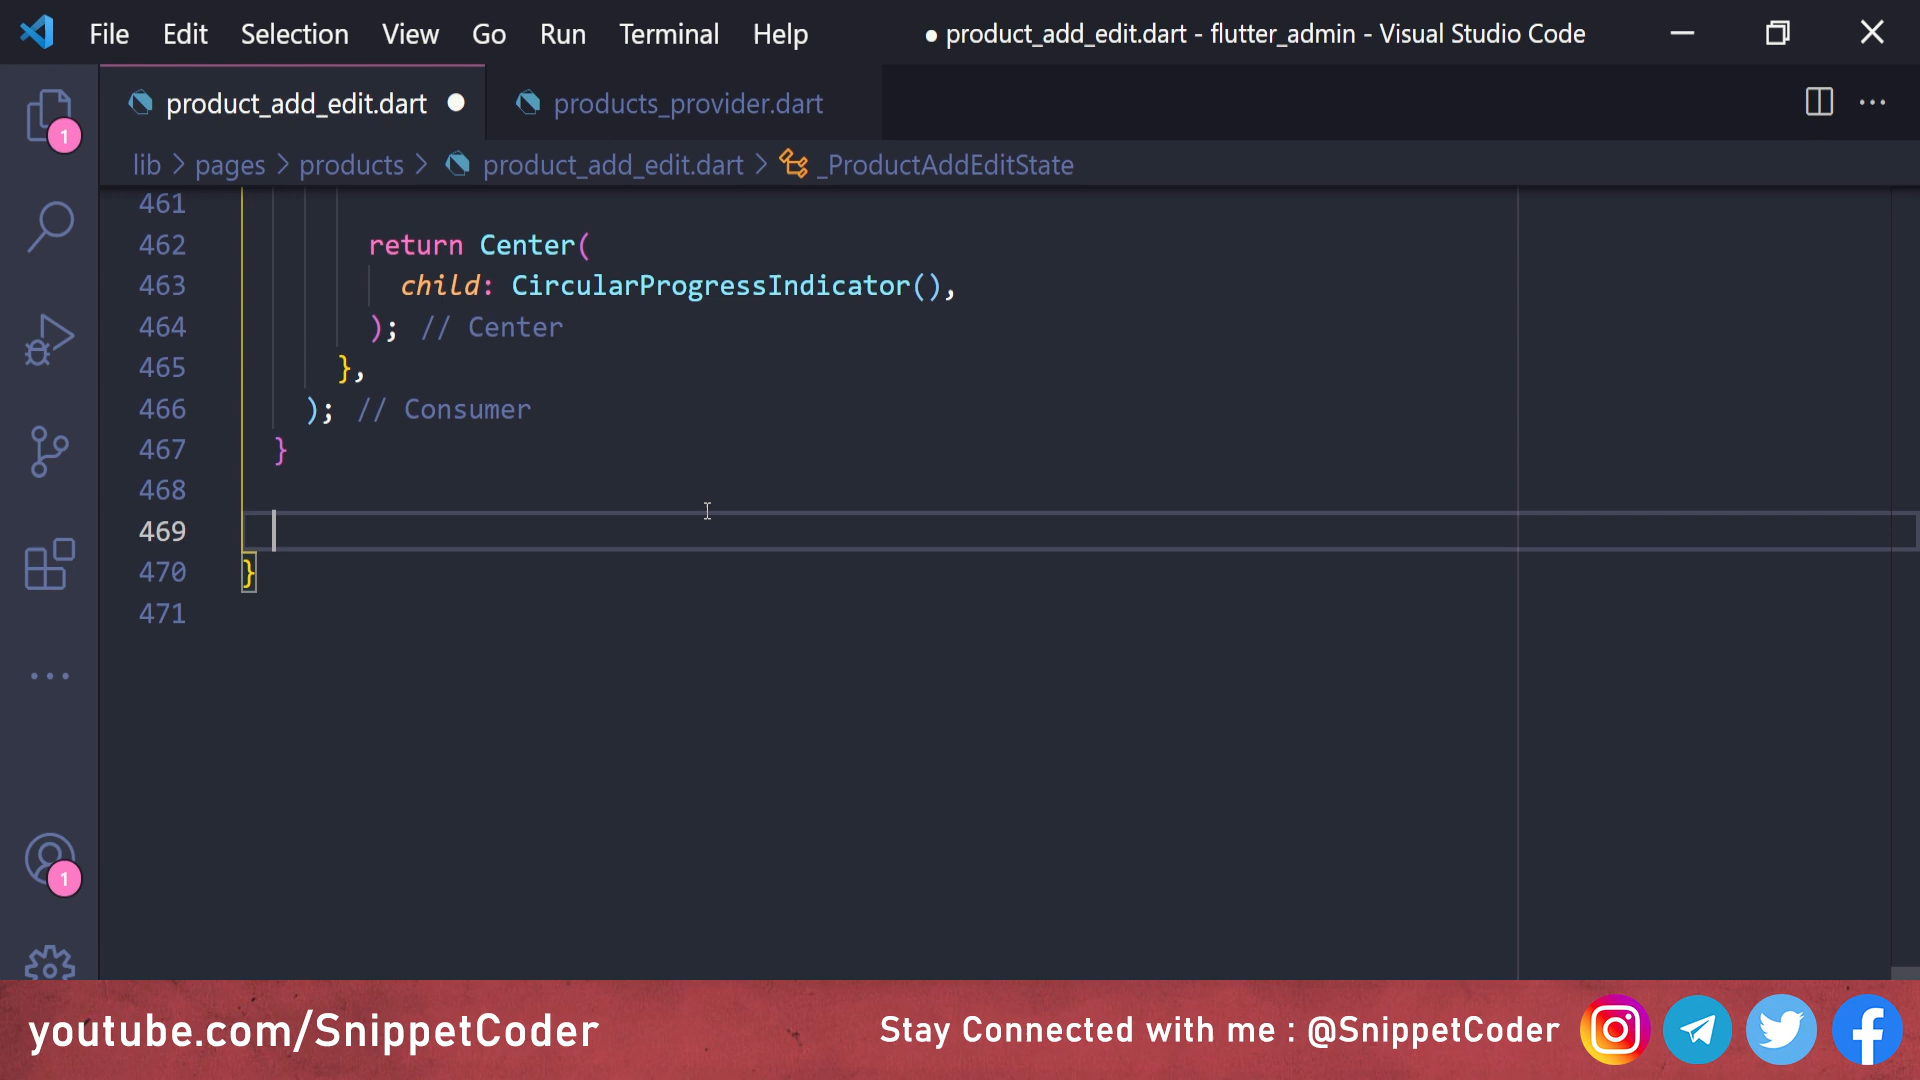 File Edit Selection View Go Run Terminal Help ● product_add_edit.dart - flutter_admin - Visual Studio Code
product_add_edit.dart ● products_provider.dart
lib > pages > products > product_add_edit.dart > _ProductAddEditState
461
462 return Center(
463 child: CircularProgressIndicator(),
464 ); // Center
465 },
466 ); // Consumer
467 }
468
469
470 }
471
1
1
youtube.com/SnippetCoder
Stay Connected with me : @SnippetCoder